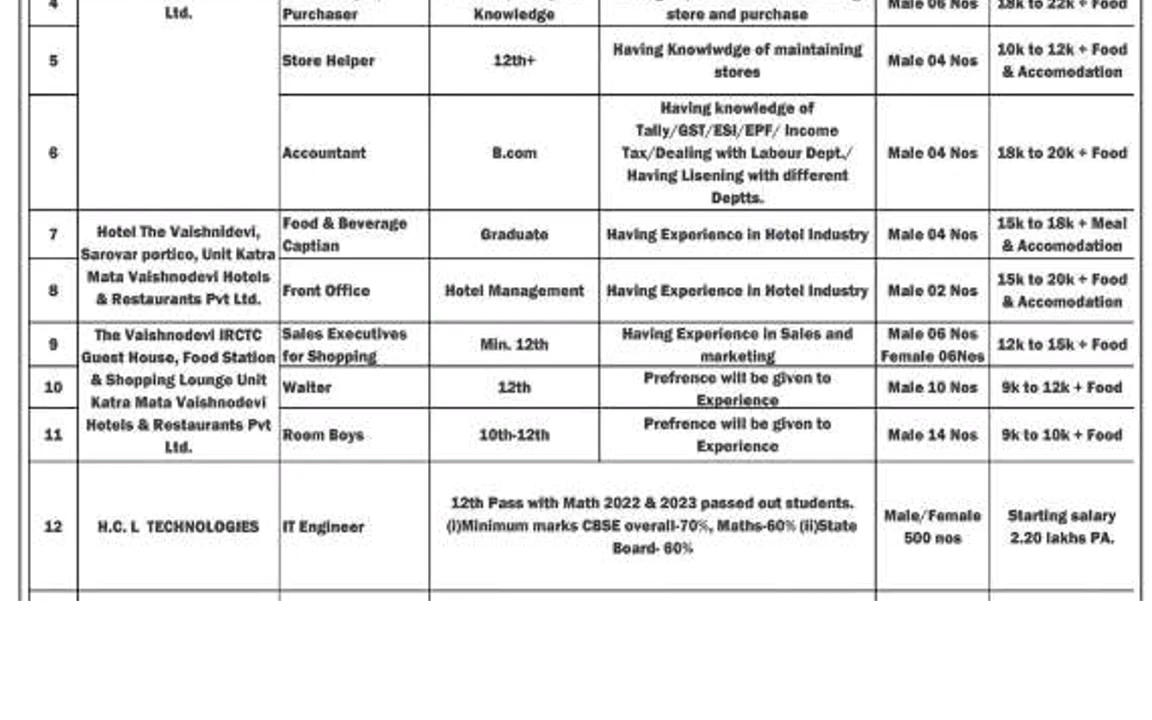 4
Ltd.
Purchaser
Knowledge
store and purchase
Male 06 Nos
18k to 22k + Food
5
Store Helper
12th+
Having Knowlwdge of maintaining
stores
Male 04 Nos
10k to 12k + Food
& Accomodation
6
Accountant
B.com
Having knowledge of
Tally/GST/ESI/EPF/ Income
Tax/Dealing with Labour Dept./
Having Lisening with different
Deptts.
Male 04 Nos
18k to 20k + Food
7
Hotel The Vaishnidevi,
Sarovar portico, Unit Katra
Mata Vaishnodevi Hotels
& Restaurants Pvt Ltd.
Food & Beverage
Captian
Graduate
Having Experience in Hotel Industry
Male 04 Nos
15k to 18k + Meal
& Accomodation
8
Front Office
Hotel Management
Having Experience in Hotel Industry
Male 02 Nos
15k to 20k + Food
& Accomodation
9
The Vaishnodevi IRCTC
Guest House, Food Station
& Shopping Lounge Unit
Katra Mata Vaishnodevi
Hotels & Restaurants Pvt
Ltd.
Sales Executives
for Shopping
Min. 12th
Having Experience in Sales and
marketing
Male 06 Nos
Female 06Nos
12k to 15k + Food
10
Waiter
12th
Prefrence will be given to
Experience
Male 10 Nos
9k to 12k + Food
11
Room Boys
10th-12th
Prefrence will be given to
Experience
Male 14 Nos
9k to 10k + Food
12
H.C. L TECHNOLOGIES
IT Engineer
12th Pass with Math 2022 & 2023 passed out students.
(i)Minimum marks CBSE overall-70%, Maths-60% (ii)State
Board- 60%
Male/Female
500 nos
Starting salary
2.20 lakhs PA.